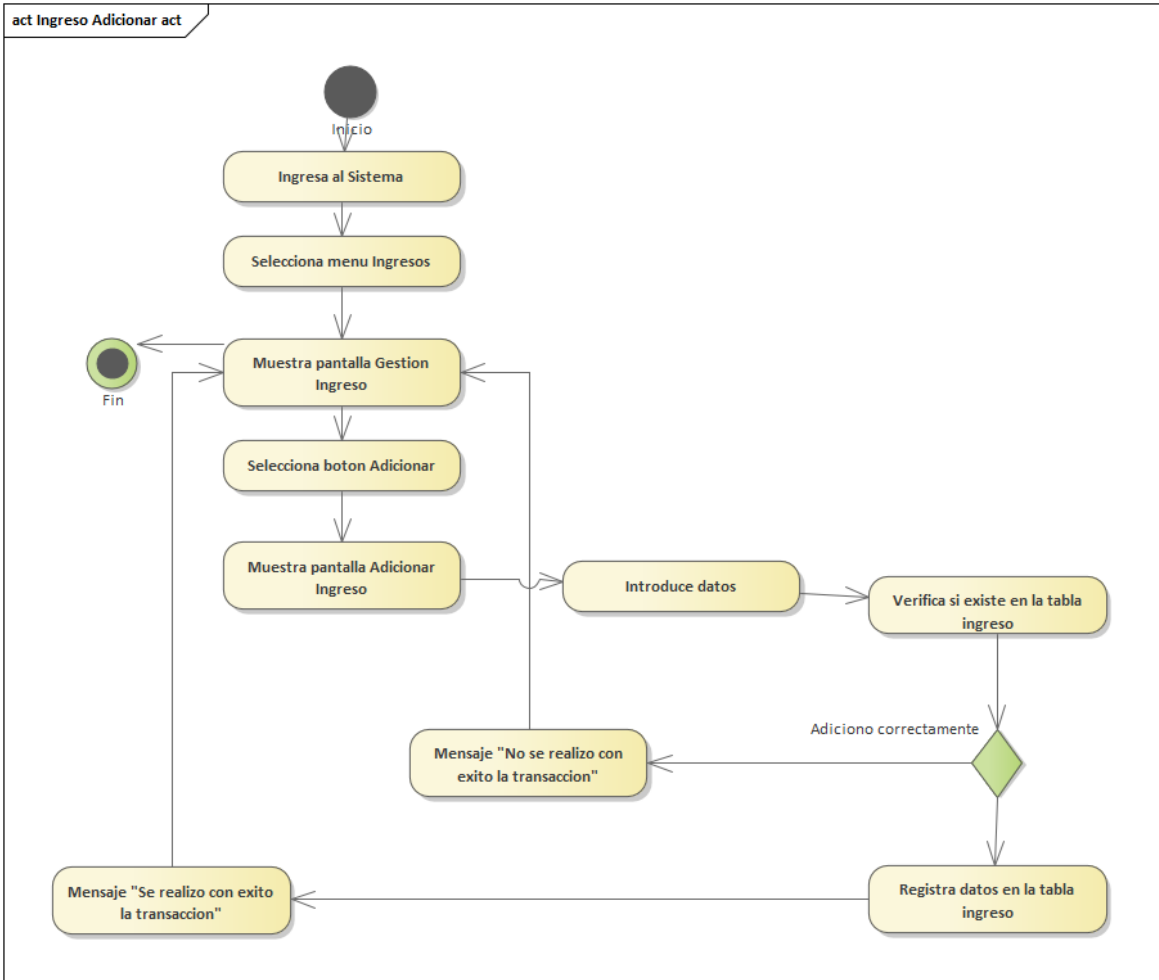 act Ingreso Adicionar act
Inicio
Ingresa al Sistema
Selecciona menu Ingresos
Muestra pantalla Gestion
Ingreso
Fin
Selecciona boton Adicionar
Muestra pantalla Adicionar
Ingreso
Introduce datos
Verifica si existe en la tabla
ingreso
Adiciono correctamente
Mensaje "No se realizo con
exito la transaccion"
Registra datos en la tabla
ingreso
Mensaje "Se realizo con exito
la transaccion"